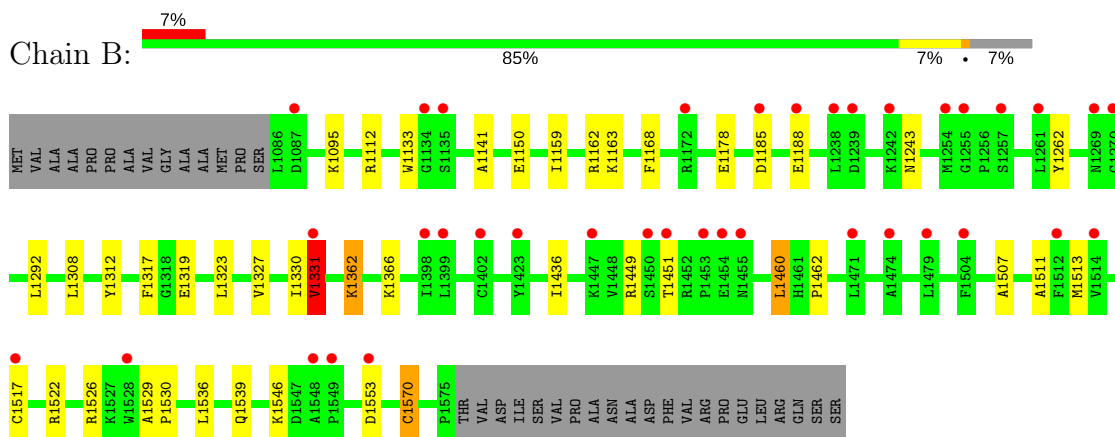 7%
Chain B:
85% 7% • 7%
MET VAL ALA ALA PRO PRO ALA VAL GLY ALA ALA MET PRO SER L1086 D1087 K1095 R1112 W1133 G1134 S1135 A1141 E1150 I1159 R1162 K1163 F1168 R1172 E1178 D1185 E1188 L1238 D1239 K1242 N1243 M1254 G1255 P1256 S1257 L1261 Y1262 N1269 G1270
L1292 L1308 Y1312 F1317 G1318 E1319 L1323 V1327 I1330 V1331 K1362 K1366 I1398 L1399 C1402 Y1423 I1436 K1447 V1448 R1449 S1450 T1451 R1452 P1453 E1454 N1455 L1460 H1461 P1462 L1471 A1474 L1479 F1504 A1507 A1511 F1512 M1513 V1514
C1517 R1522 R1526 K1527 W1528 A1529 P1530 L1536 Q1539 K1546 D1547 A1548 P1549 D1553 C1570 P1575 THR VAL ASP ILE SER VAL PRO ALA ASN ALA ASP PHE VAL ARG PRO GLU LEU ARG GLN SER SER